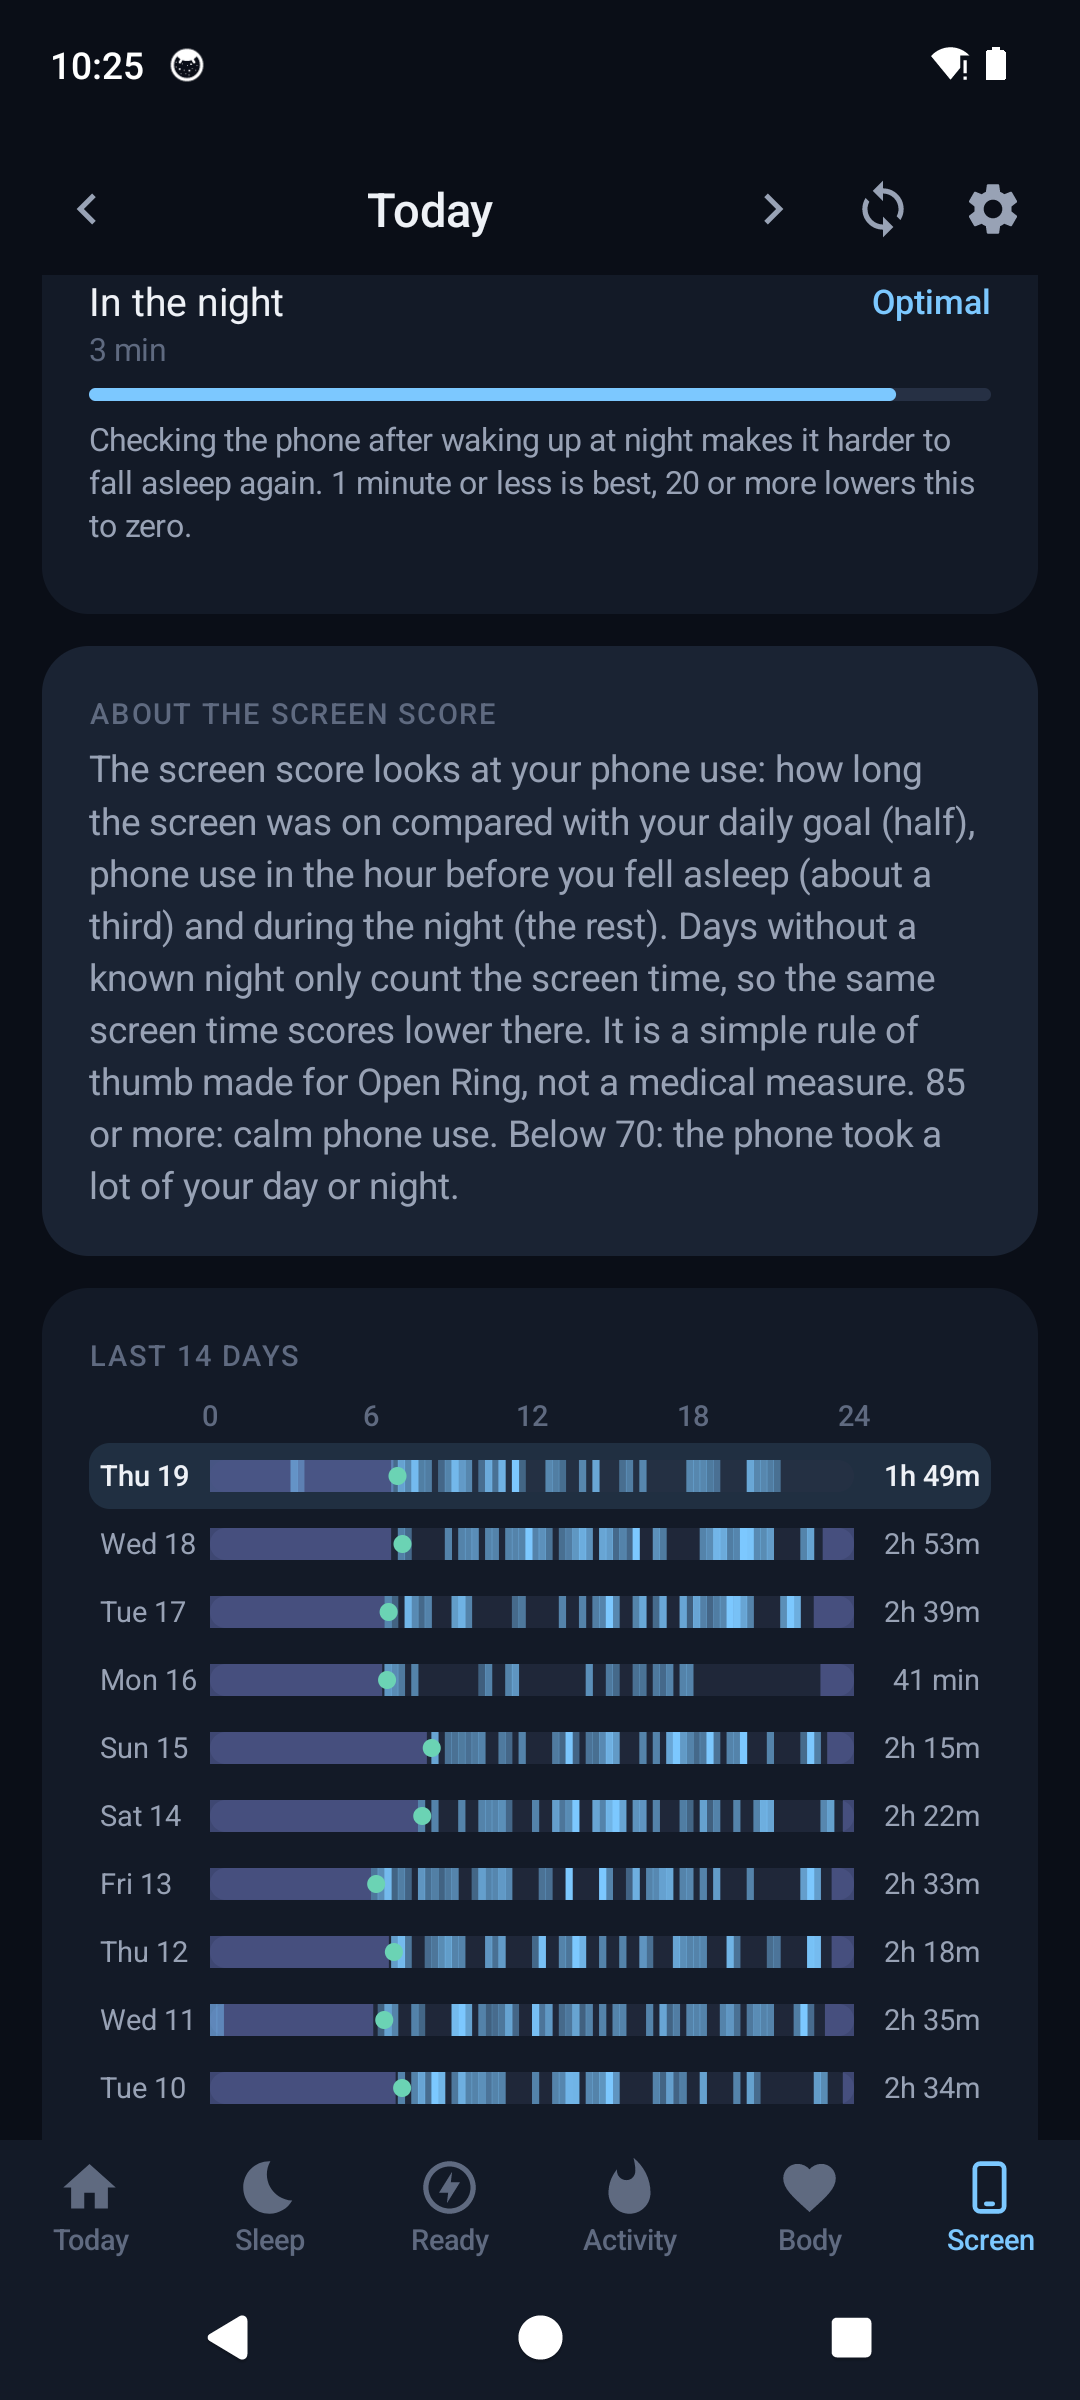 10:25
Today
In the night
Optimal
3 min
Checking the phone after waking up at night makes it harder to
fall asleep again. 1 minute or less is best, 20 or more lowers this
to zero.
ABOUT THE SCREEN SCORE
The screen score looks at your phone use: how long
the screen was on compared with your daily goal (half),
phone use in the hour before you fell asleep (about a
third) and during the night (the rest). Days without a
known night only count the screen time, so the same
screen time scores lower there. It is a simple rule of
thumb made for Open Ring, not a medical measure. 85
or more: calm phone use. Below 70: the phone took a
lot of your day or night.
LAST 14 DAYS
0 6 12 18 24
Thu 19 1h 49m
Wed 18 2h 53m
Tue 17 2h 39m
Mon 16 41 min
Sun 15 2h 15m
Sat 14 2h 22m
Fri 13 2h 33m
Thu 12 2h 18m
Wed 11 2h 35m
Tue 10 2h 34m
Today Sleep Ready Activity Body Screen